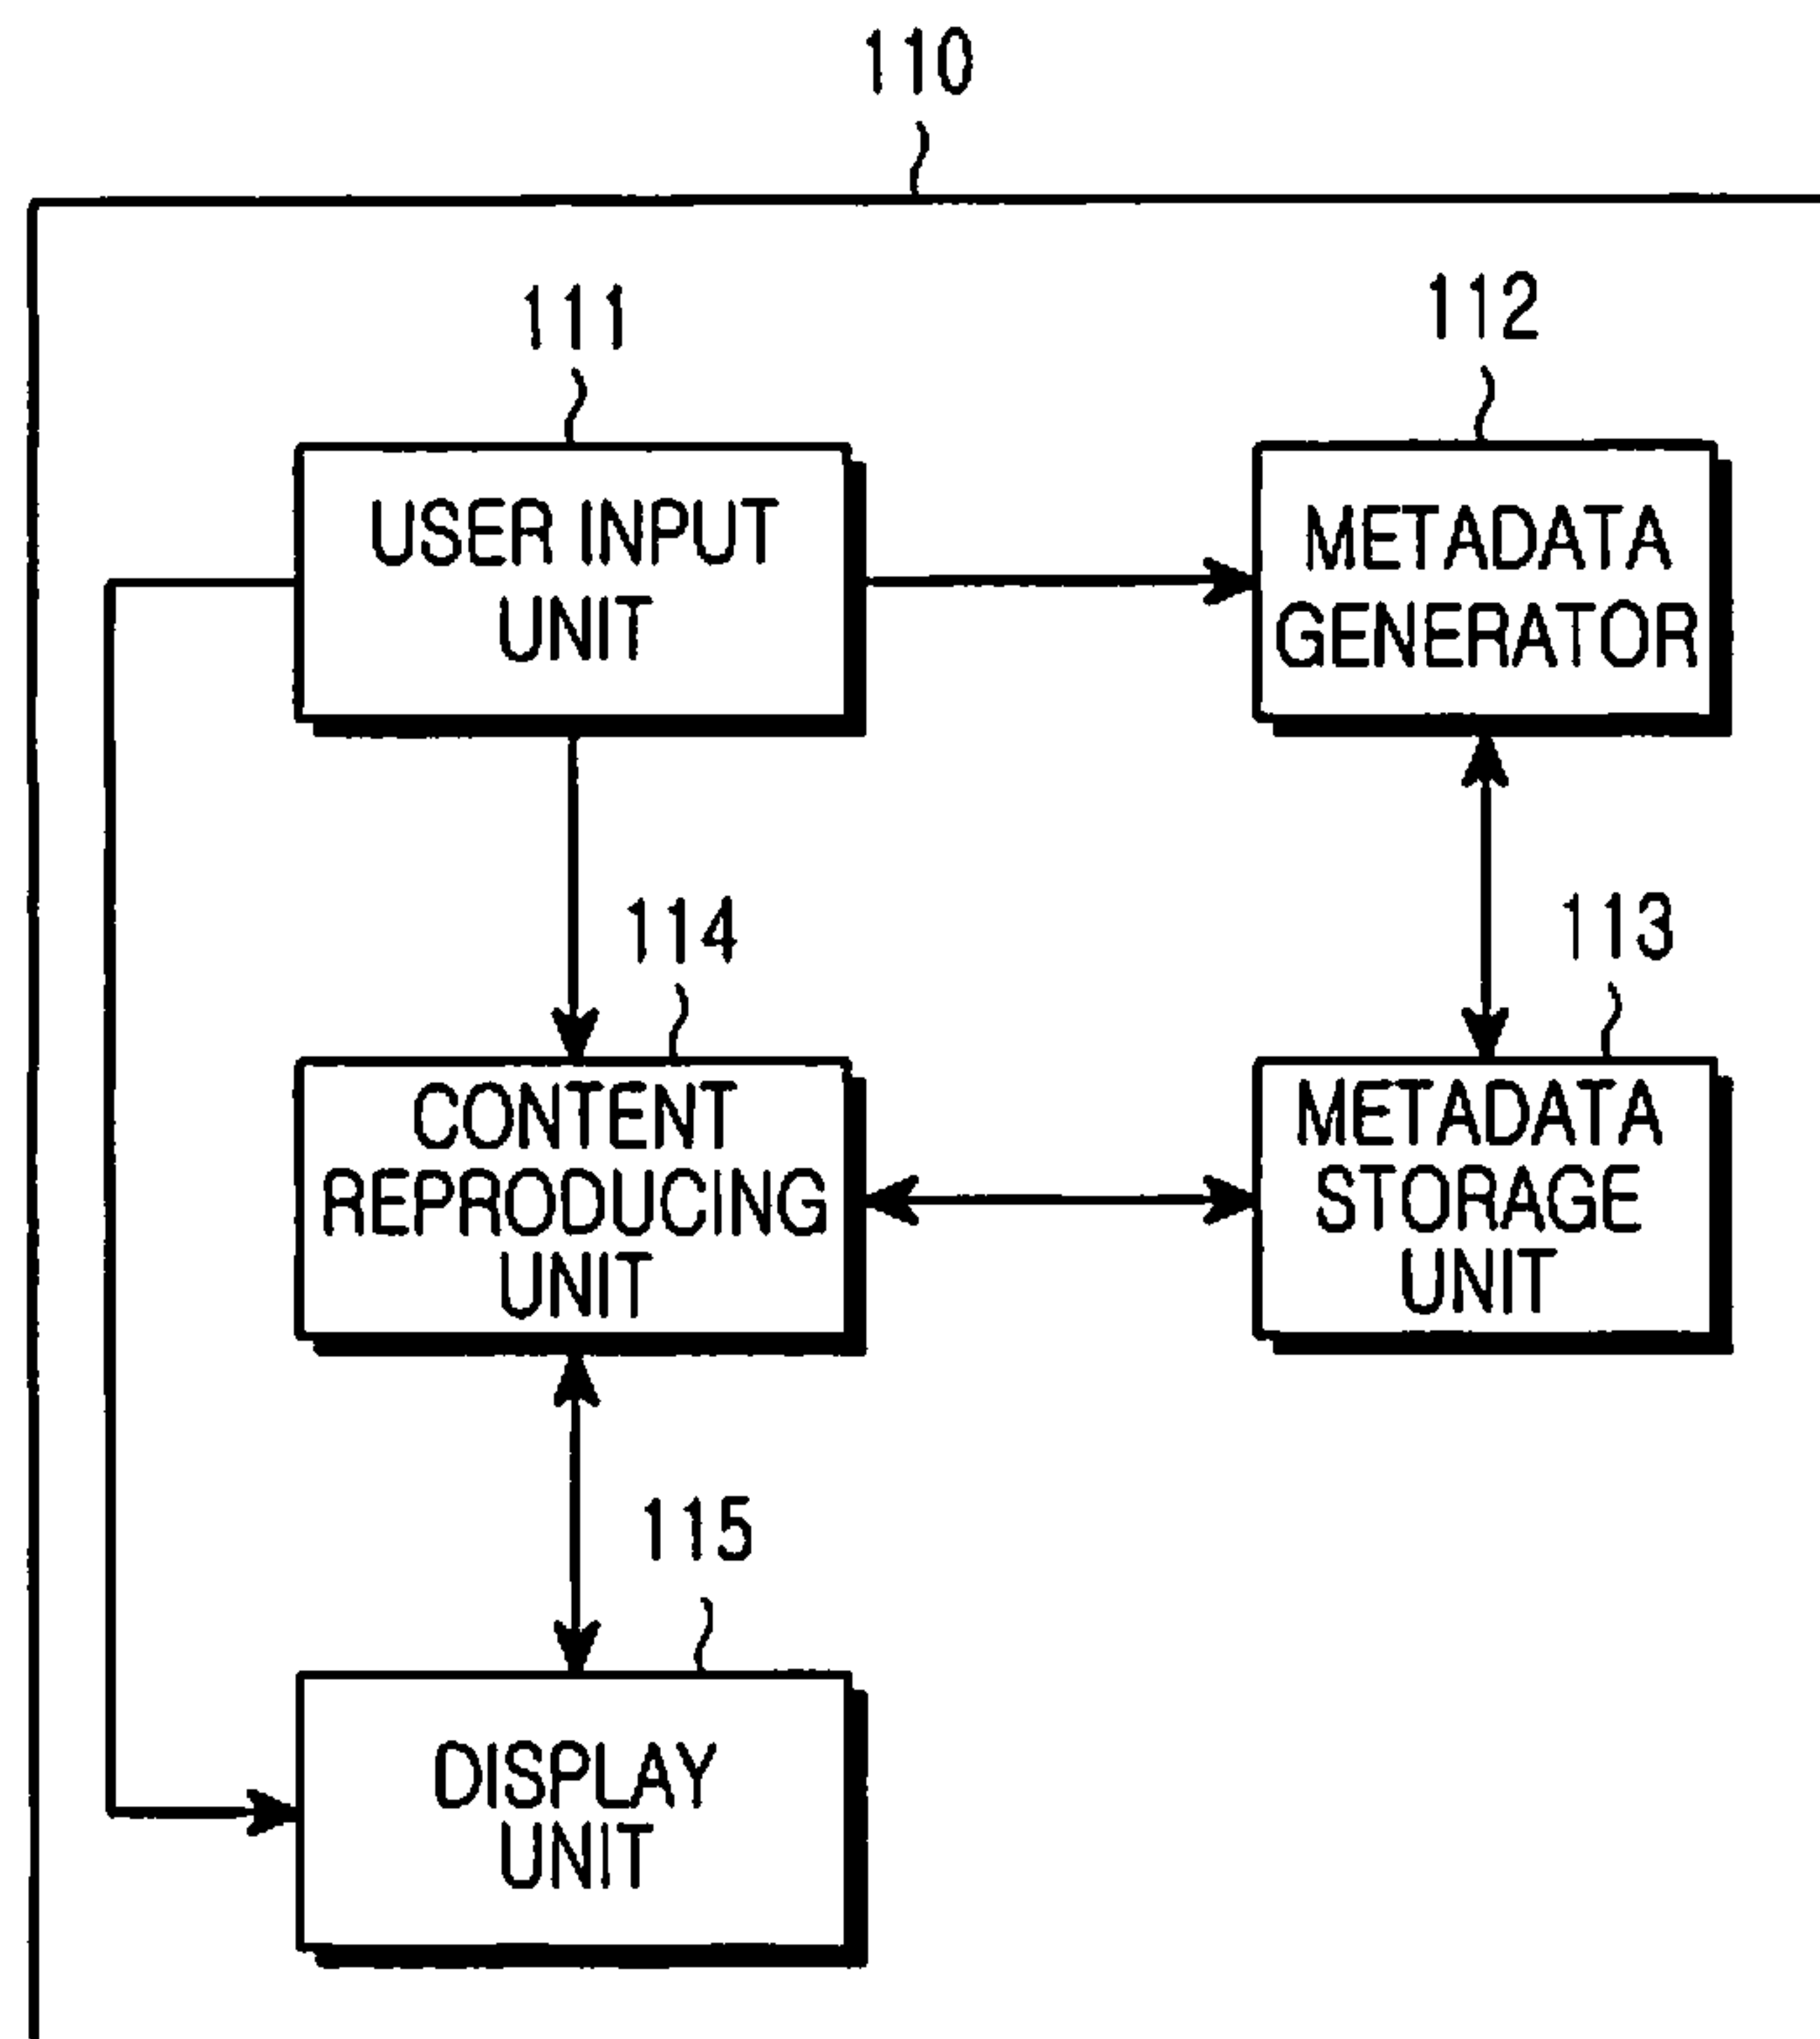 110
111
112
USER INPUT
UNIT
METADATA
GENERATOR
114
113
CONTENT
REPRODUCING
UNIT
METADATA
STORAGE
UNIT
115
DISPLAY
UNIT